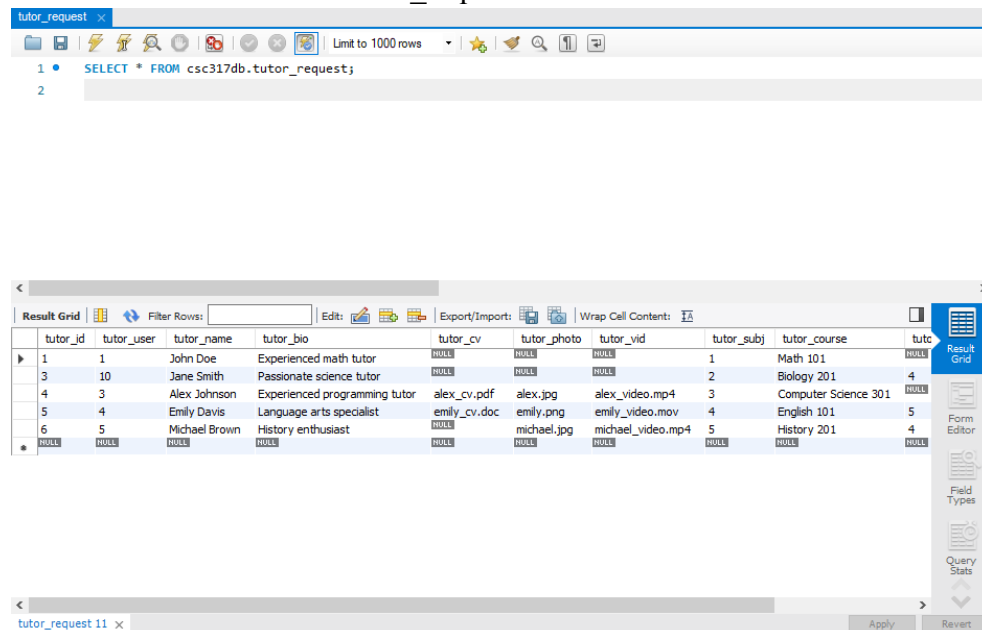 tutor_request
Limit to 1000 rows
1 SELECT * FROM csc317db.tutor_request;
2
Result Grid Filter Rows: Edit: Export/Import: Wrap Cell Content: IA
tutor_id tutor_user tutor_name tutor_bio tutor_cv tutor_photo tutor_vid tutor_subj tutor_course tutc
1 1 John Doe Experienced math tutor NULL NULL NULL 1 Math 101 NULL
3 10 Jane Smith Passionate science tutor NULL NULL NULL 2 Biology 201 4
4 3 Alex Johnson Experienced programming tutor alex_cv.pdf alex.jpg alex_video.mp4 3 Computer Science 301 NULL
5 4 Emily Davis Language arts specialist emily_cv.doc emily.png emily_video.mov 4 English 101 5
6 5 Michael Brown History enthusiast NULL michael.jpg michael_video.mp4 5 History 201 4
NULL NULL NULL NULL NULL NULL NULL NULL NULL NULL
Result
Grid
Form
Editor
Field
Types
Query
Stats
tutor_request 11
Apply Revert